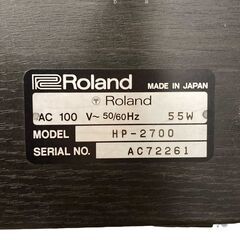 Roland
MADE IN JAPAN
Roland
AC 100 V~ 50/60Hz 55W
MODEL HP-2700
SERIAL NO. AC72261